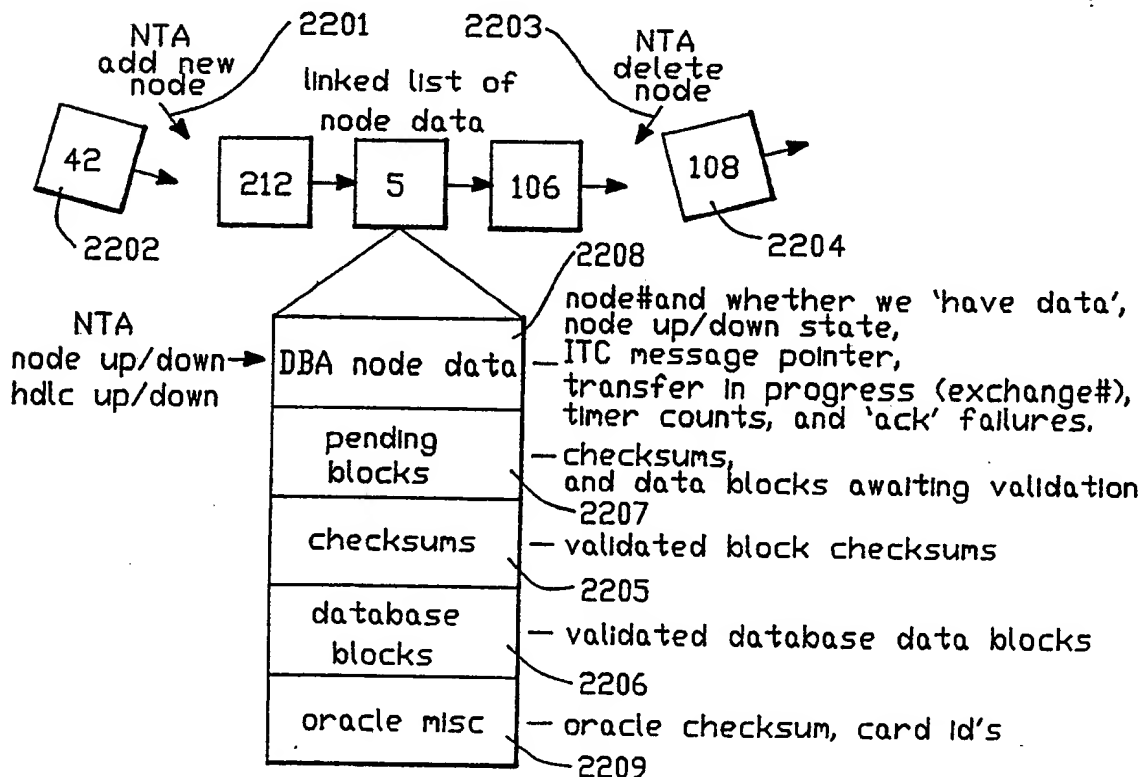 NTA
add new
node
2201
linked list of
node data
2203
NTA
delete
node
42
212
5
106
108
2202
2204
2208
NTA
node up/down
hdlc up/down
DBA node data
node#and whether we 'have data',
node up/down state,
ITC message pointer,
transfer in progress (exchange#),
timer counts, and 'ack' failures.
pending
blocks
checksums,
and data blocks awaiting validation
2207
checksums
validated block checksums
2205
database
blocks
validated database data blocks
2206
oracle misc
oracle checksum, card id's
2209